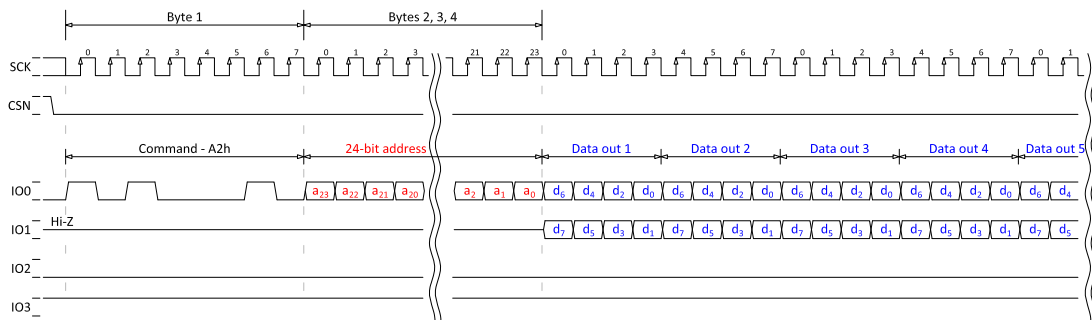 Byte 1 Bytes 2, 3, 4
0 1 2 3 4 5 6 7 0 1 2 3 21 22 23 0 1 2 3 4 5 6 7 0 1 2 3 4 5 6 7 0 1
SCK
CSN
Command - A2h 24-bit address Data out 1 Data out 2 Data out 3 Data out 4 Data out 5
IO0 a23 a22 a21 a20 a2 a1 a0 d6 d4 d2 d0 d6 d4 d2 d0 d6 d4 d2 d0 d6 d4 d2 d0 d6 d4
Hi-Z
IO1 d7 d5 d3 d1 d7 d5 d3 d1 d7 d5 d3 d1 d7 d5 d3 d1 d7 d5
IO2
IO3